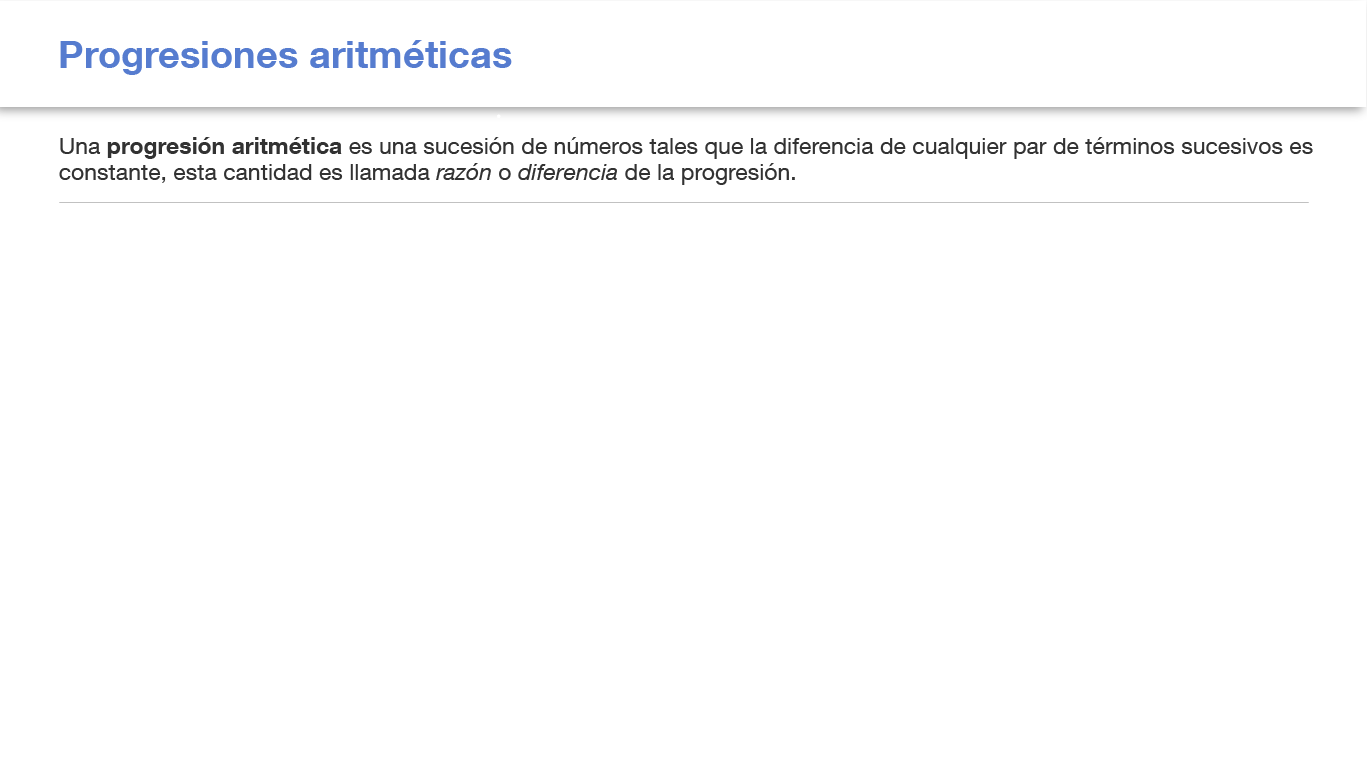 Progresiones aritméticas
Una progresión aritmética es una sucesión de números tales que la diferencia de cualquier par de términos sucesivos es
constante, esta cantidad es llamada razón o diferencia de la progresión.